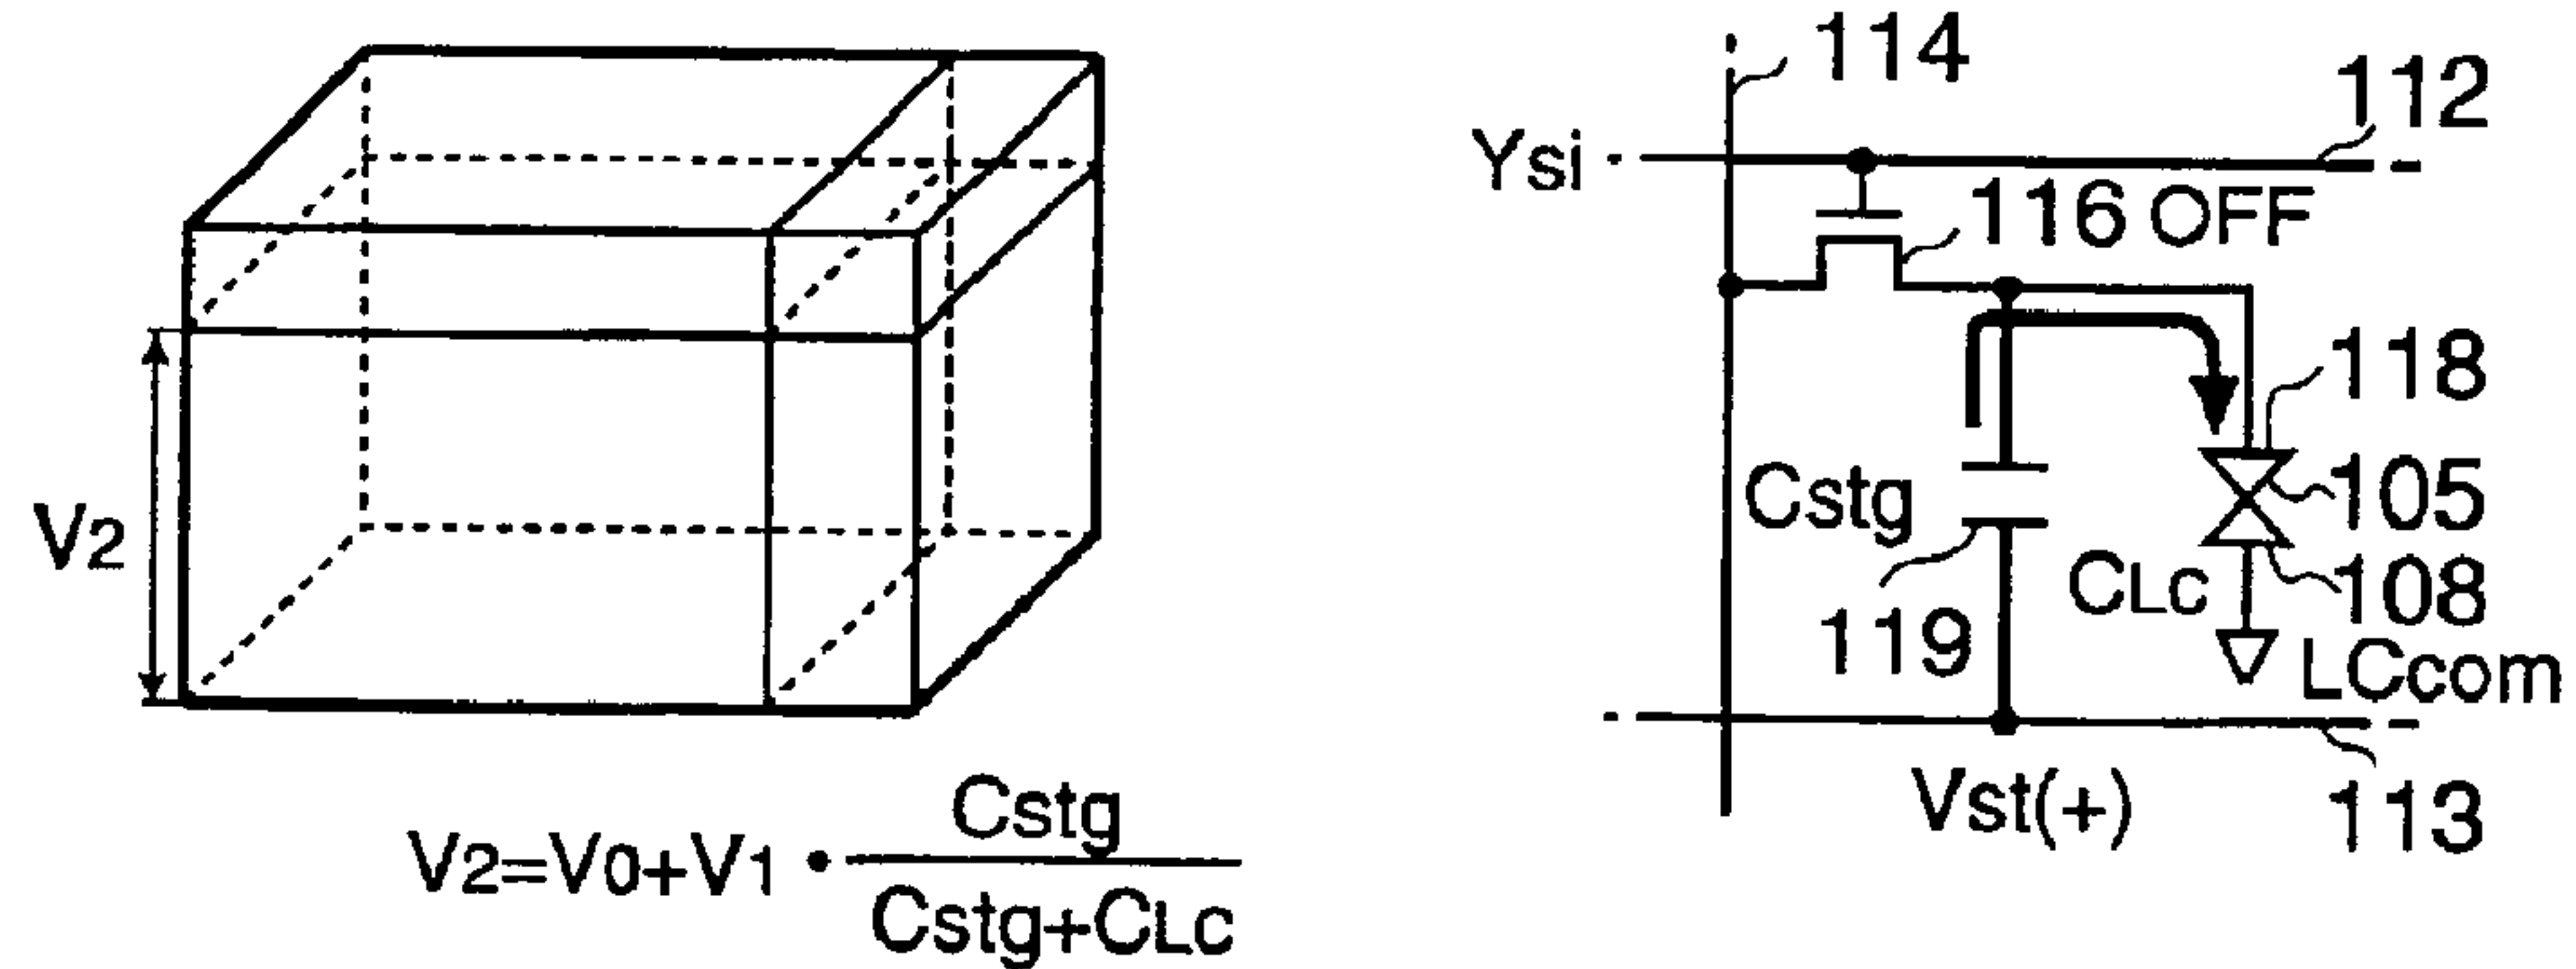 V2
V2=V0+V1 • Cstg / Cstg+CLC
114
112
Ysi
116 OFF
118
Cstg
105
CLC
108
119
LCcom
Vst(+)
113